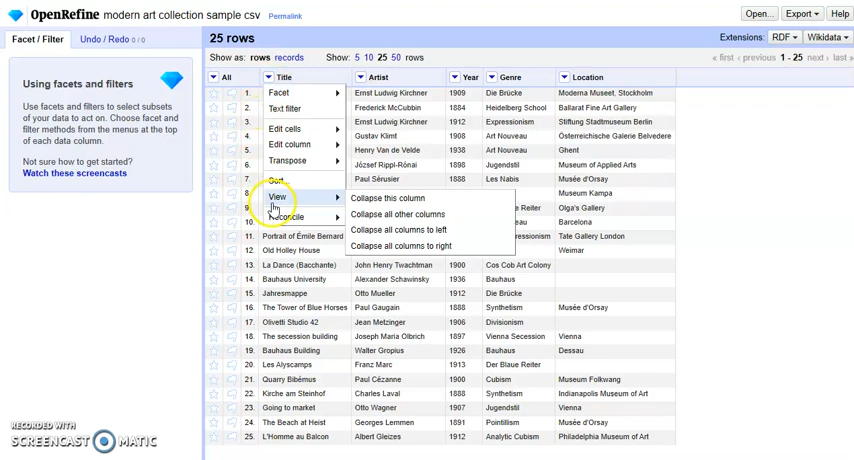 OpenRefine modern art collection sample csv Permalink Open... Export Help
Facet / Filter Undo / Redo 0 / 0 25 rows Extensions: RDF Wikidata
Show as: rows records Show: 5 10 25 50 rows « first ‹ previous 1 - 25 next › last »
Using facets and filters
Use facets and filters to select subsets
of your data to act on. Choose facet and
filter methods from the menus at the top
of each data column.
Not sure how to get started?
Watch these screencasts
All Title Artist Year Genre Location
1. Ernst Ludwig Kirchner 1909 Die Brücke Moderna Museet, Stockholm
2. Frederick McCubbin 1884 Heidelberg School Ballarat Fine Art Gallery
3. Ernst Ludwig Kirchner 1912 Expressionism Stiftung Stadtmuseum Berlin
4. Gustav Klimt 1908 Art Nouveau Österreichische Galerie Belvedere
5. Henry Van de Velde 1938 Art Nouveau Ghent
6. József Rippl-Rónai 1898 Jugendstil Museum of Applied Arts
7. Paul Sérusier 1888 Les Nabis Musée d'Orsay
8. Museum Kampa
9. Reiter Olga's Gallery
10. Barcelona
11. Portrait of Émile Bernard Tate Gallery London
12. Old Holley House Weimar
13. La Dance (Bacchante) John Henry Twachtman 1900 Cos Cob Art Colony
14. Bauhaus University Alexander Schawinsky 1936 Bauhaus
15. Jahresmappe Otto Mueller 1912 Die Brücke
16. The Tower of Blue Horses Paul Gaugain 1888 Synthetism Musée d'Orsay
17. Olivetti Studio 42 Jean Metzinger 1906 Divisionism
18. The secession building Joseph Maria Olbrich 1897 Vienna Secession Vienna
19. Bauhaus Building Walter Gropius 1926 Bauhaus Dessau
20. Les Alyscamps Franz Marc 1913 Der Blaue Reiter
21. Quarry Bibémus Paul Cézanne 1900 Cubism Museum Folkwang
22. Kirche am Steinhof Charles Laval 1888 Synthetism Indianapolis Museum of Art
23. Going to market Otto Wagner 1907 Jugendstil Vienna
24. The Beach at Heist Georges Lemmen 1891 Pointillism Musée d'Orsay
25. L'Homme au Balcon Albert Gleizes 1912 Analytic Cubism Philadelphia Museum of Art
Facet
Text filter
Edit cells
Edit column
Transpose
Sort...
View
Reconcile
Collapse this column
Collapse all other columns
Collapse all columns to left
Collapse all columns to right
RECORDED WITH
SCREENCAST MATIC